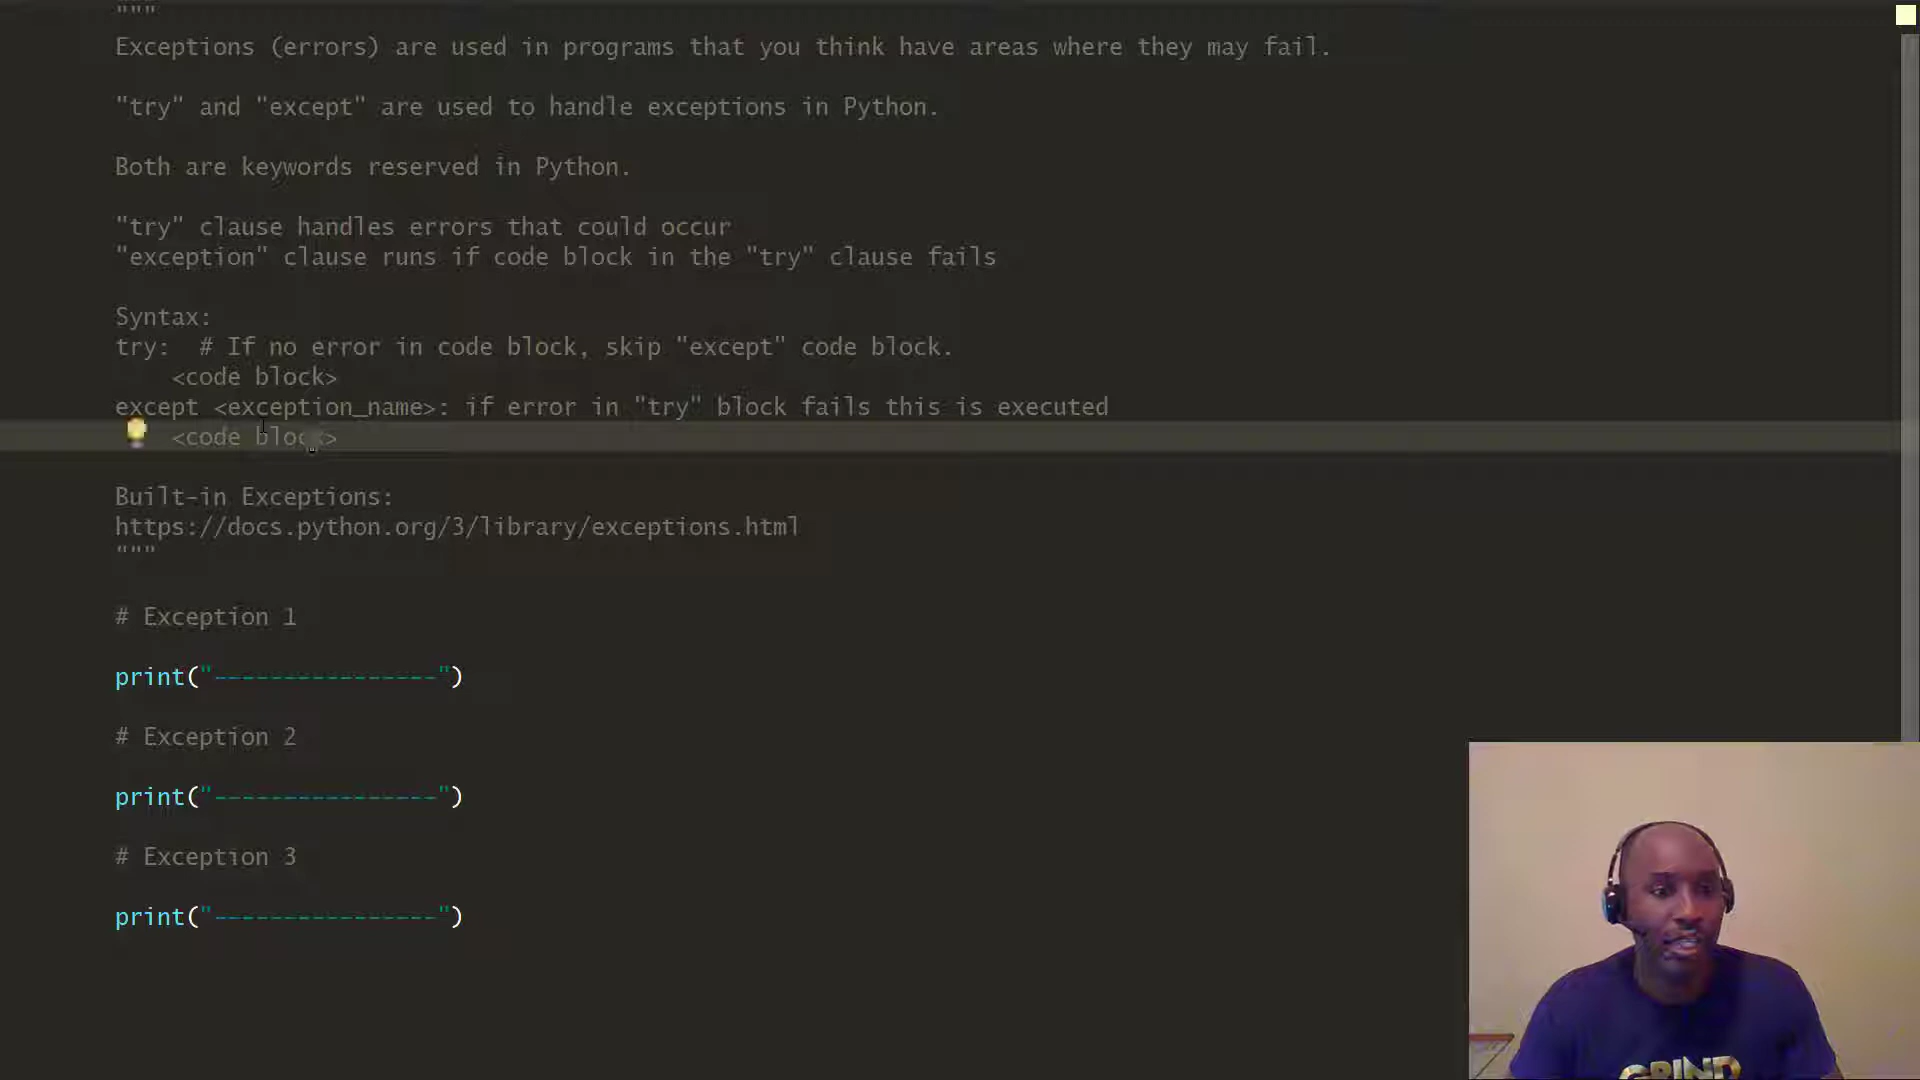 """
Exceptions (errors) are used in programs that you think have areas where they may fail.
"try" and "except" are used to handle exceptions in Python.
Both are keywords reserved in Python.
"try" clause handles errors that could occur
"exception" clause runs if code block in the "try" clause fails
Syntax:
try:  # If no error in code block, skip "except" code block.
    <code block>
except <exception_name>: if error in "try" block fails this is executed
    <code block>
Built-in Exceptions:
https://docs.python.org/3/library/exceptions.html
"""
# Exception 1
print("----------------")
# Exception 2
print("----------------")
# Exception 3
print("----------------")
GRIND